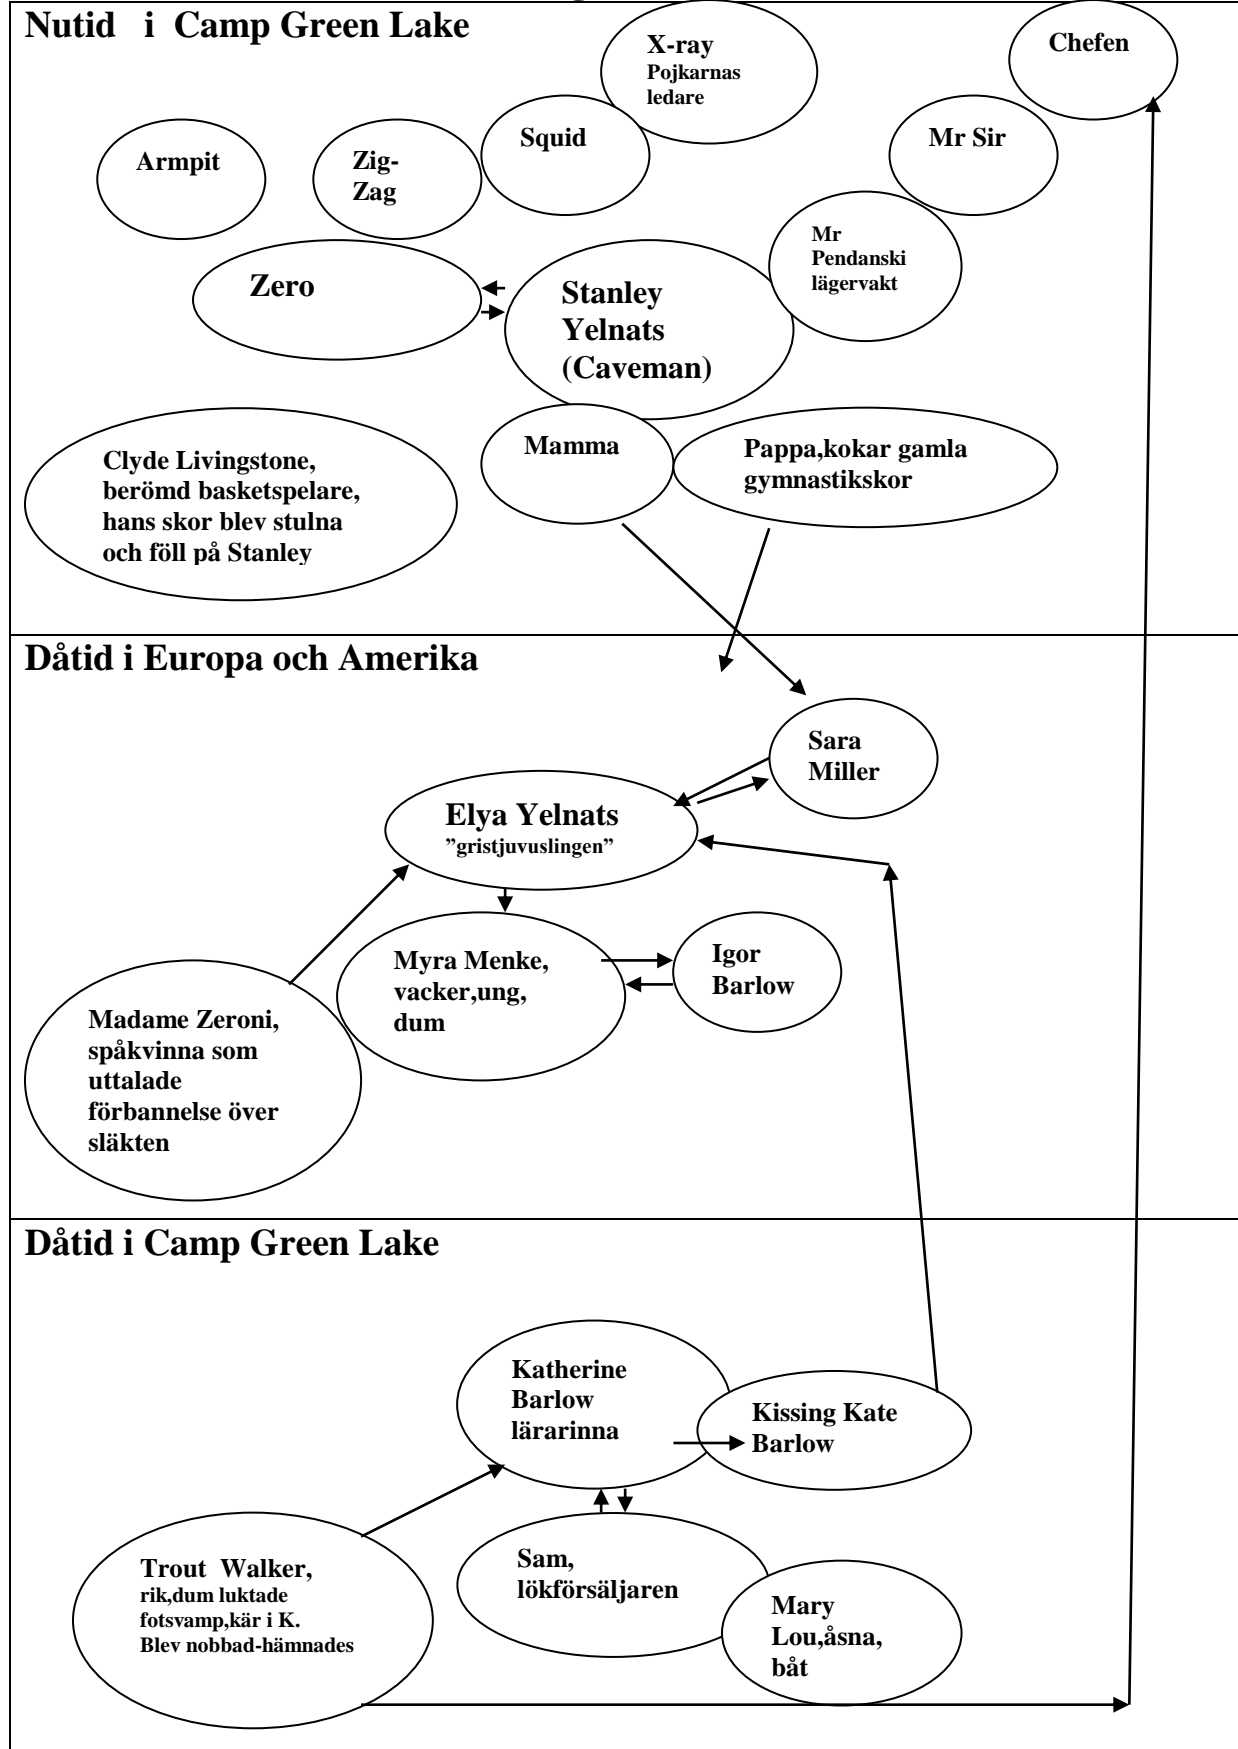 Nutid i Camp Green Lake
X-ray
Pojkarnas
ledare
Chefen
Armpit
Zig-
Zag
Squid
Mr Sir
Zero
Stanley
Yelnats
(Caveman)
Mr
Pendanski
lägervakt
Clyde Livingstone,
berömd basketspelare,
hans skor blev stulna
och föll på Stanley
Mamma
Pappa,kokar gamla
gymnastikskor
Dåtid i Europa och Amerika
Sara
Miller
Elya Yelnats
”gristjuvuslingen”
Myra Menke,
vacker,ung,
dum
Igor
Barlow
Madame Zeroni,
spåkvinna som
uttalade
förbannelse över
släkten
Dåtid i Camp Green Lake
Katherine
Barlow
lärarinna
Kissing Kate
Barlow
Trout Walker,
rik,dum luktade
fotsvamp,kär i K.
Blev nobbad-hämnades
Sam,
lökförsäljaren
Mary
Lou,åsna,
båt